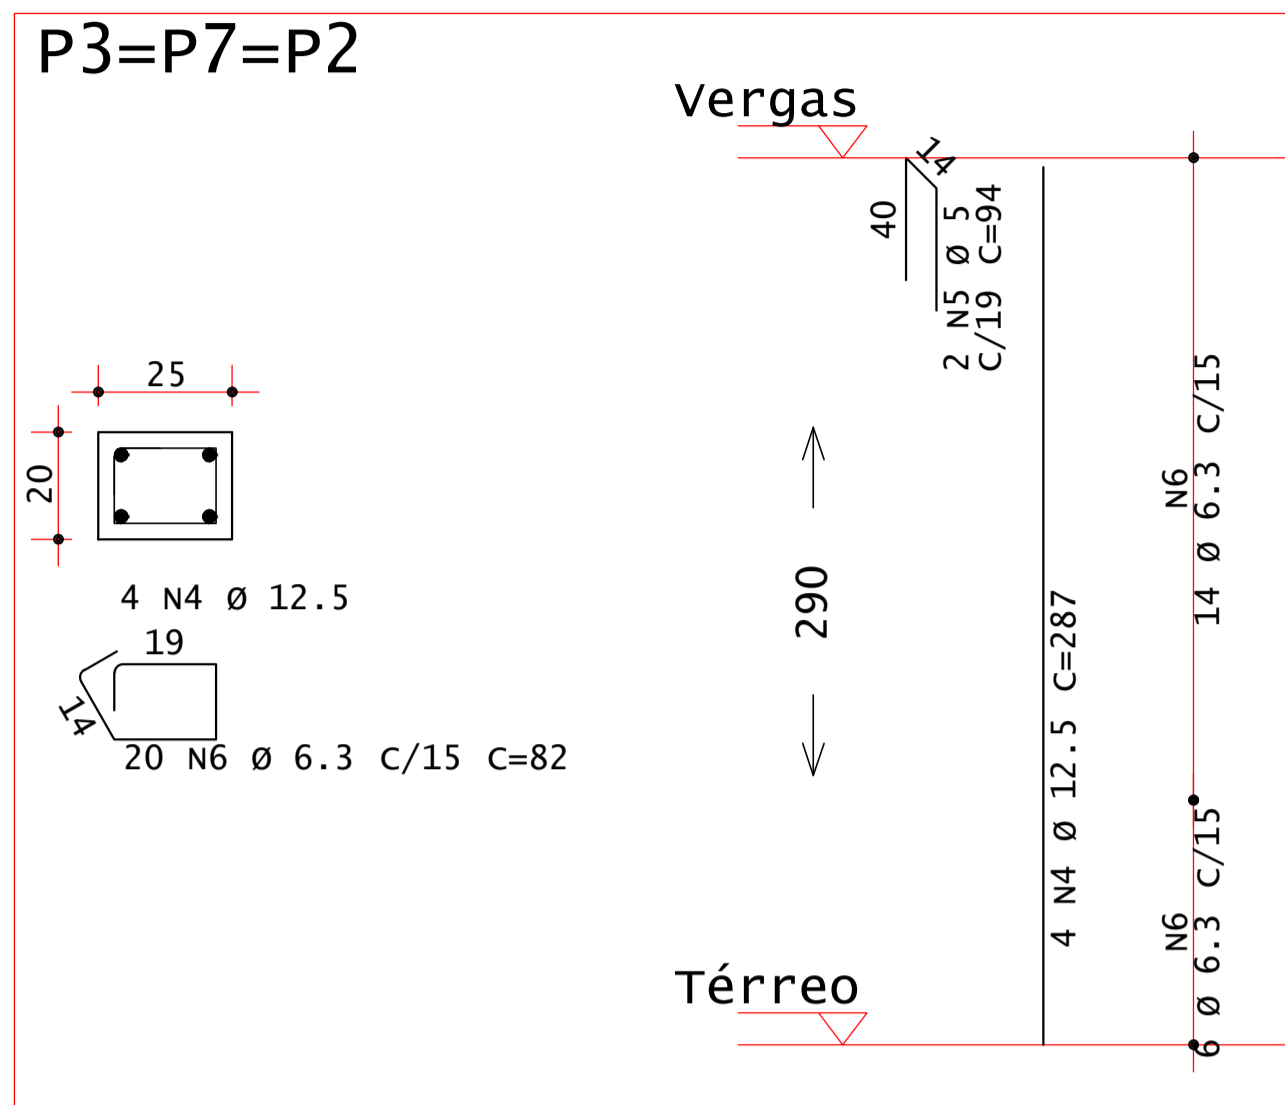 P3=P7=P2
Vergas
14
40
2 N5 Ø 5
C/19 C=94
25
20
4 N4 Ø 12.5
19
14
20 N6 Ø 6.3 C/15 C=82
290
4 N4 Ø 12.5 C=287
N6
14 Ø 6.3 C/15
N6
6 Ø 6.3 C/15
Térreo